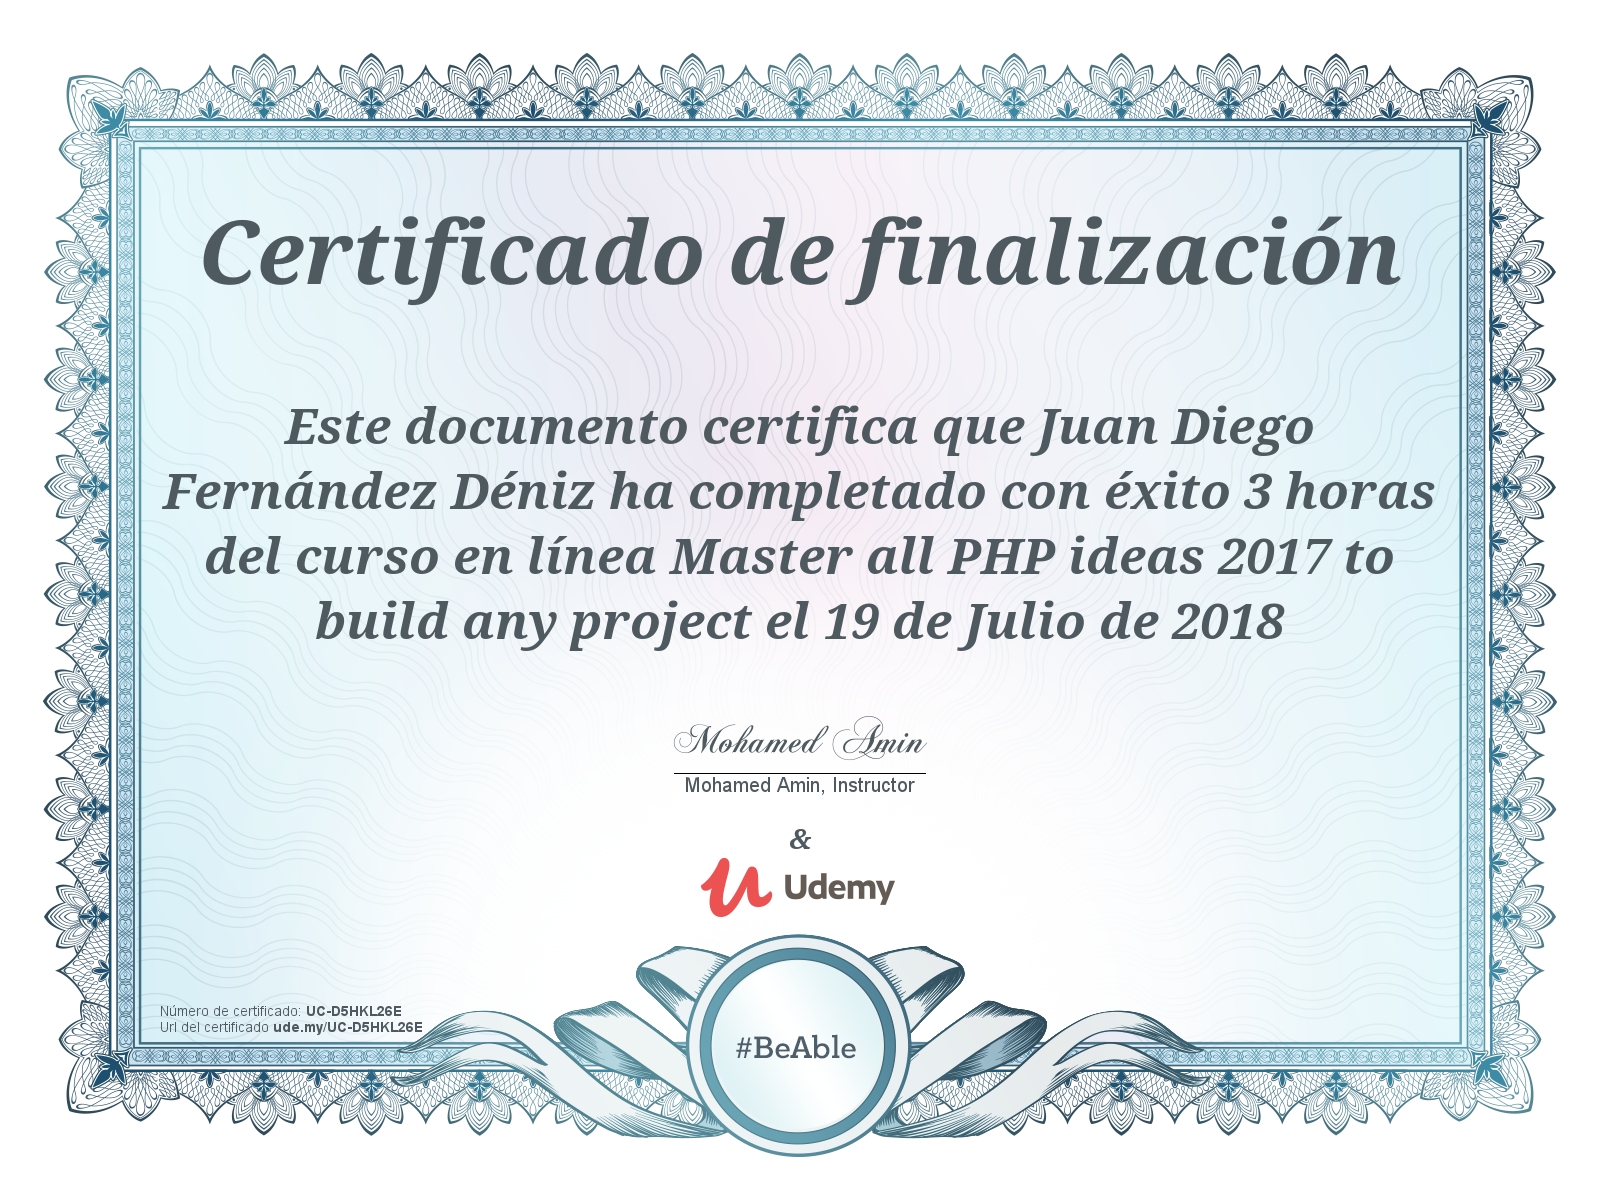 Certificado de finalización
Este documento certifica que Juan Diego
Fernández Déniz ha completado con éxito 3 horas
del curso en línea Master all PHP ideas 2017 to
build any project el 19 de Julio de 2018
Mohamed Amin
Mohamed Amin, Instructor
&
Udemy
Número de certificado: UC-D5HKL26E
Url del certificado ude.my/UC-D5HKL26E
#BeAble